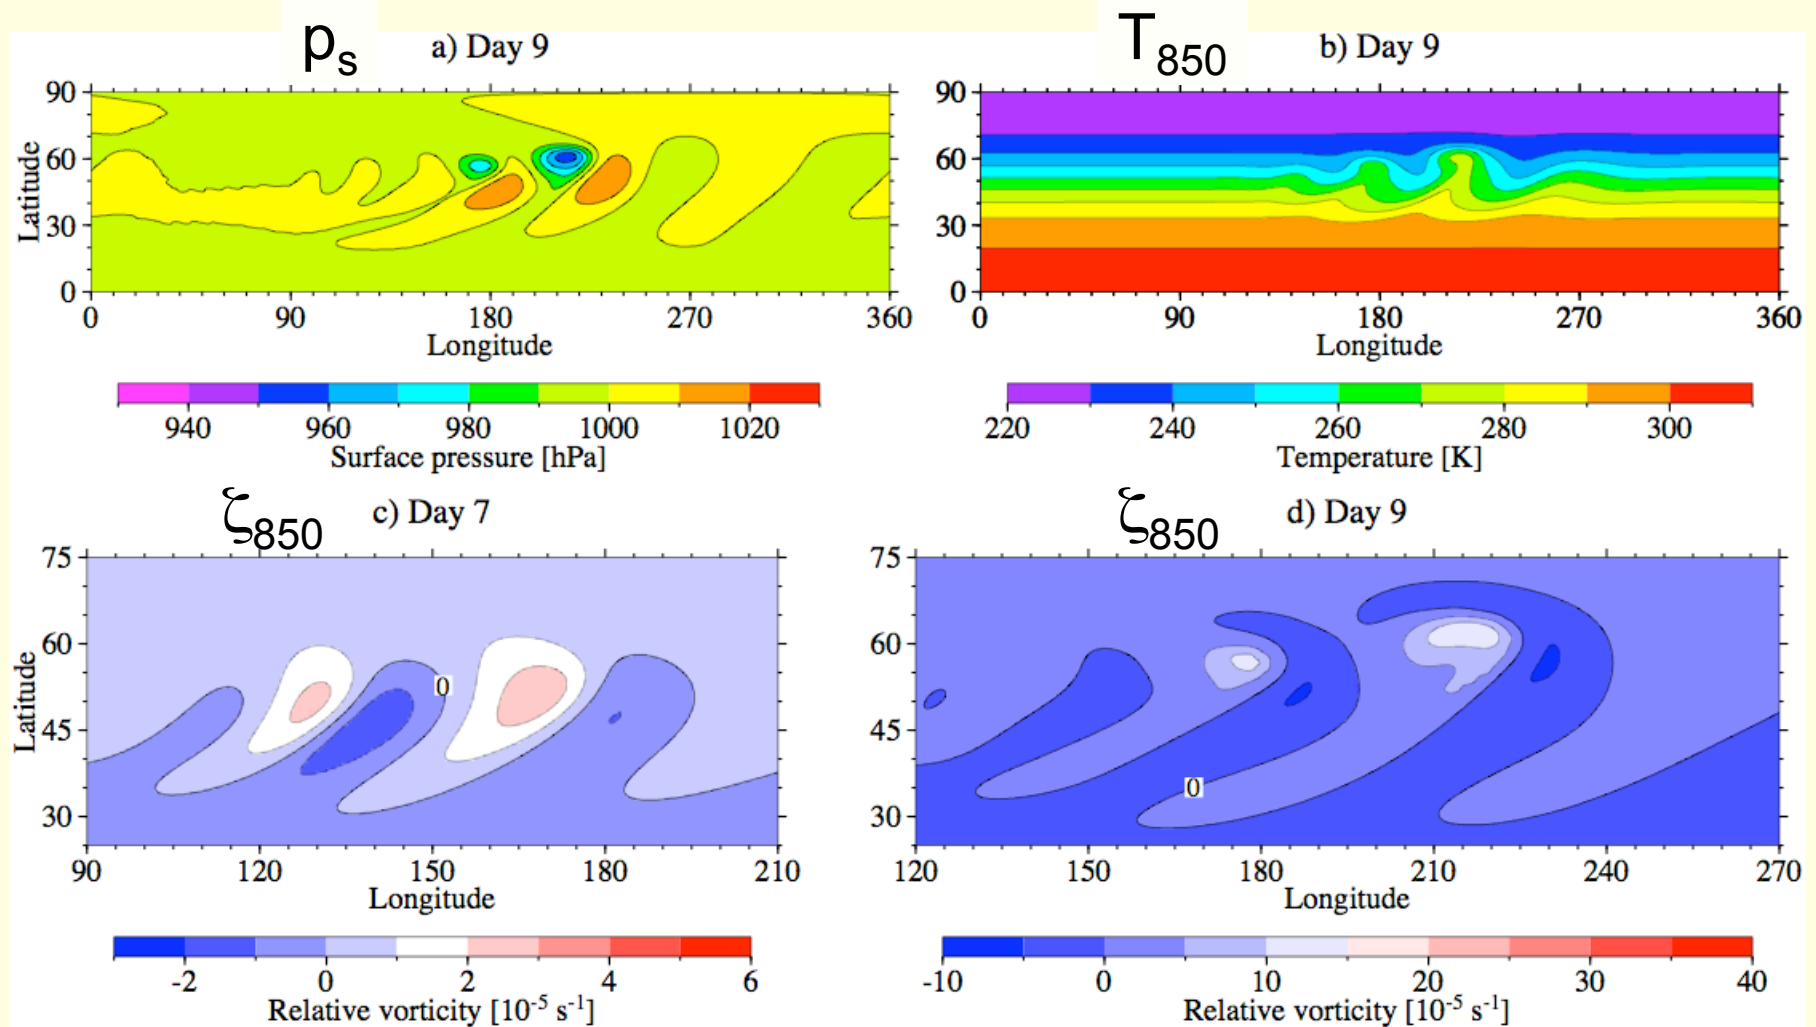 pₛ a) Day 9
90
60
30
0
Latitude
0 90 180 270 360
Longitude
940 960 980 1000 1020
Surface pressure [hPa]
T₈₅₀ b) Day 9
90
60
30
0
0 90 180 270 360
Longitude
220 240 260 280 300
Temperature [K]
ζ₈₅₀ c) Day 7
75
60
45
30
Latitude
0
90 120 150 180 210
Longitude
-2 0 2 4 6
Relative vorticity [10⁻⁵ s⁻¹]
ζ₈₅₀ d) Day 9
75
60
45
30
0
120 150 180 210 240 270
Longitude
-10 0 10 20 30 40
Relative vorticity [10⁻⁵ s⁻¹]